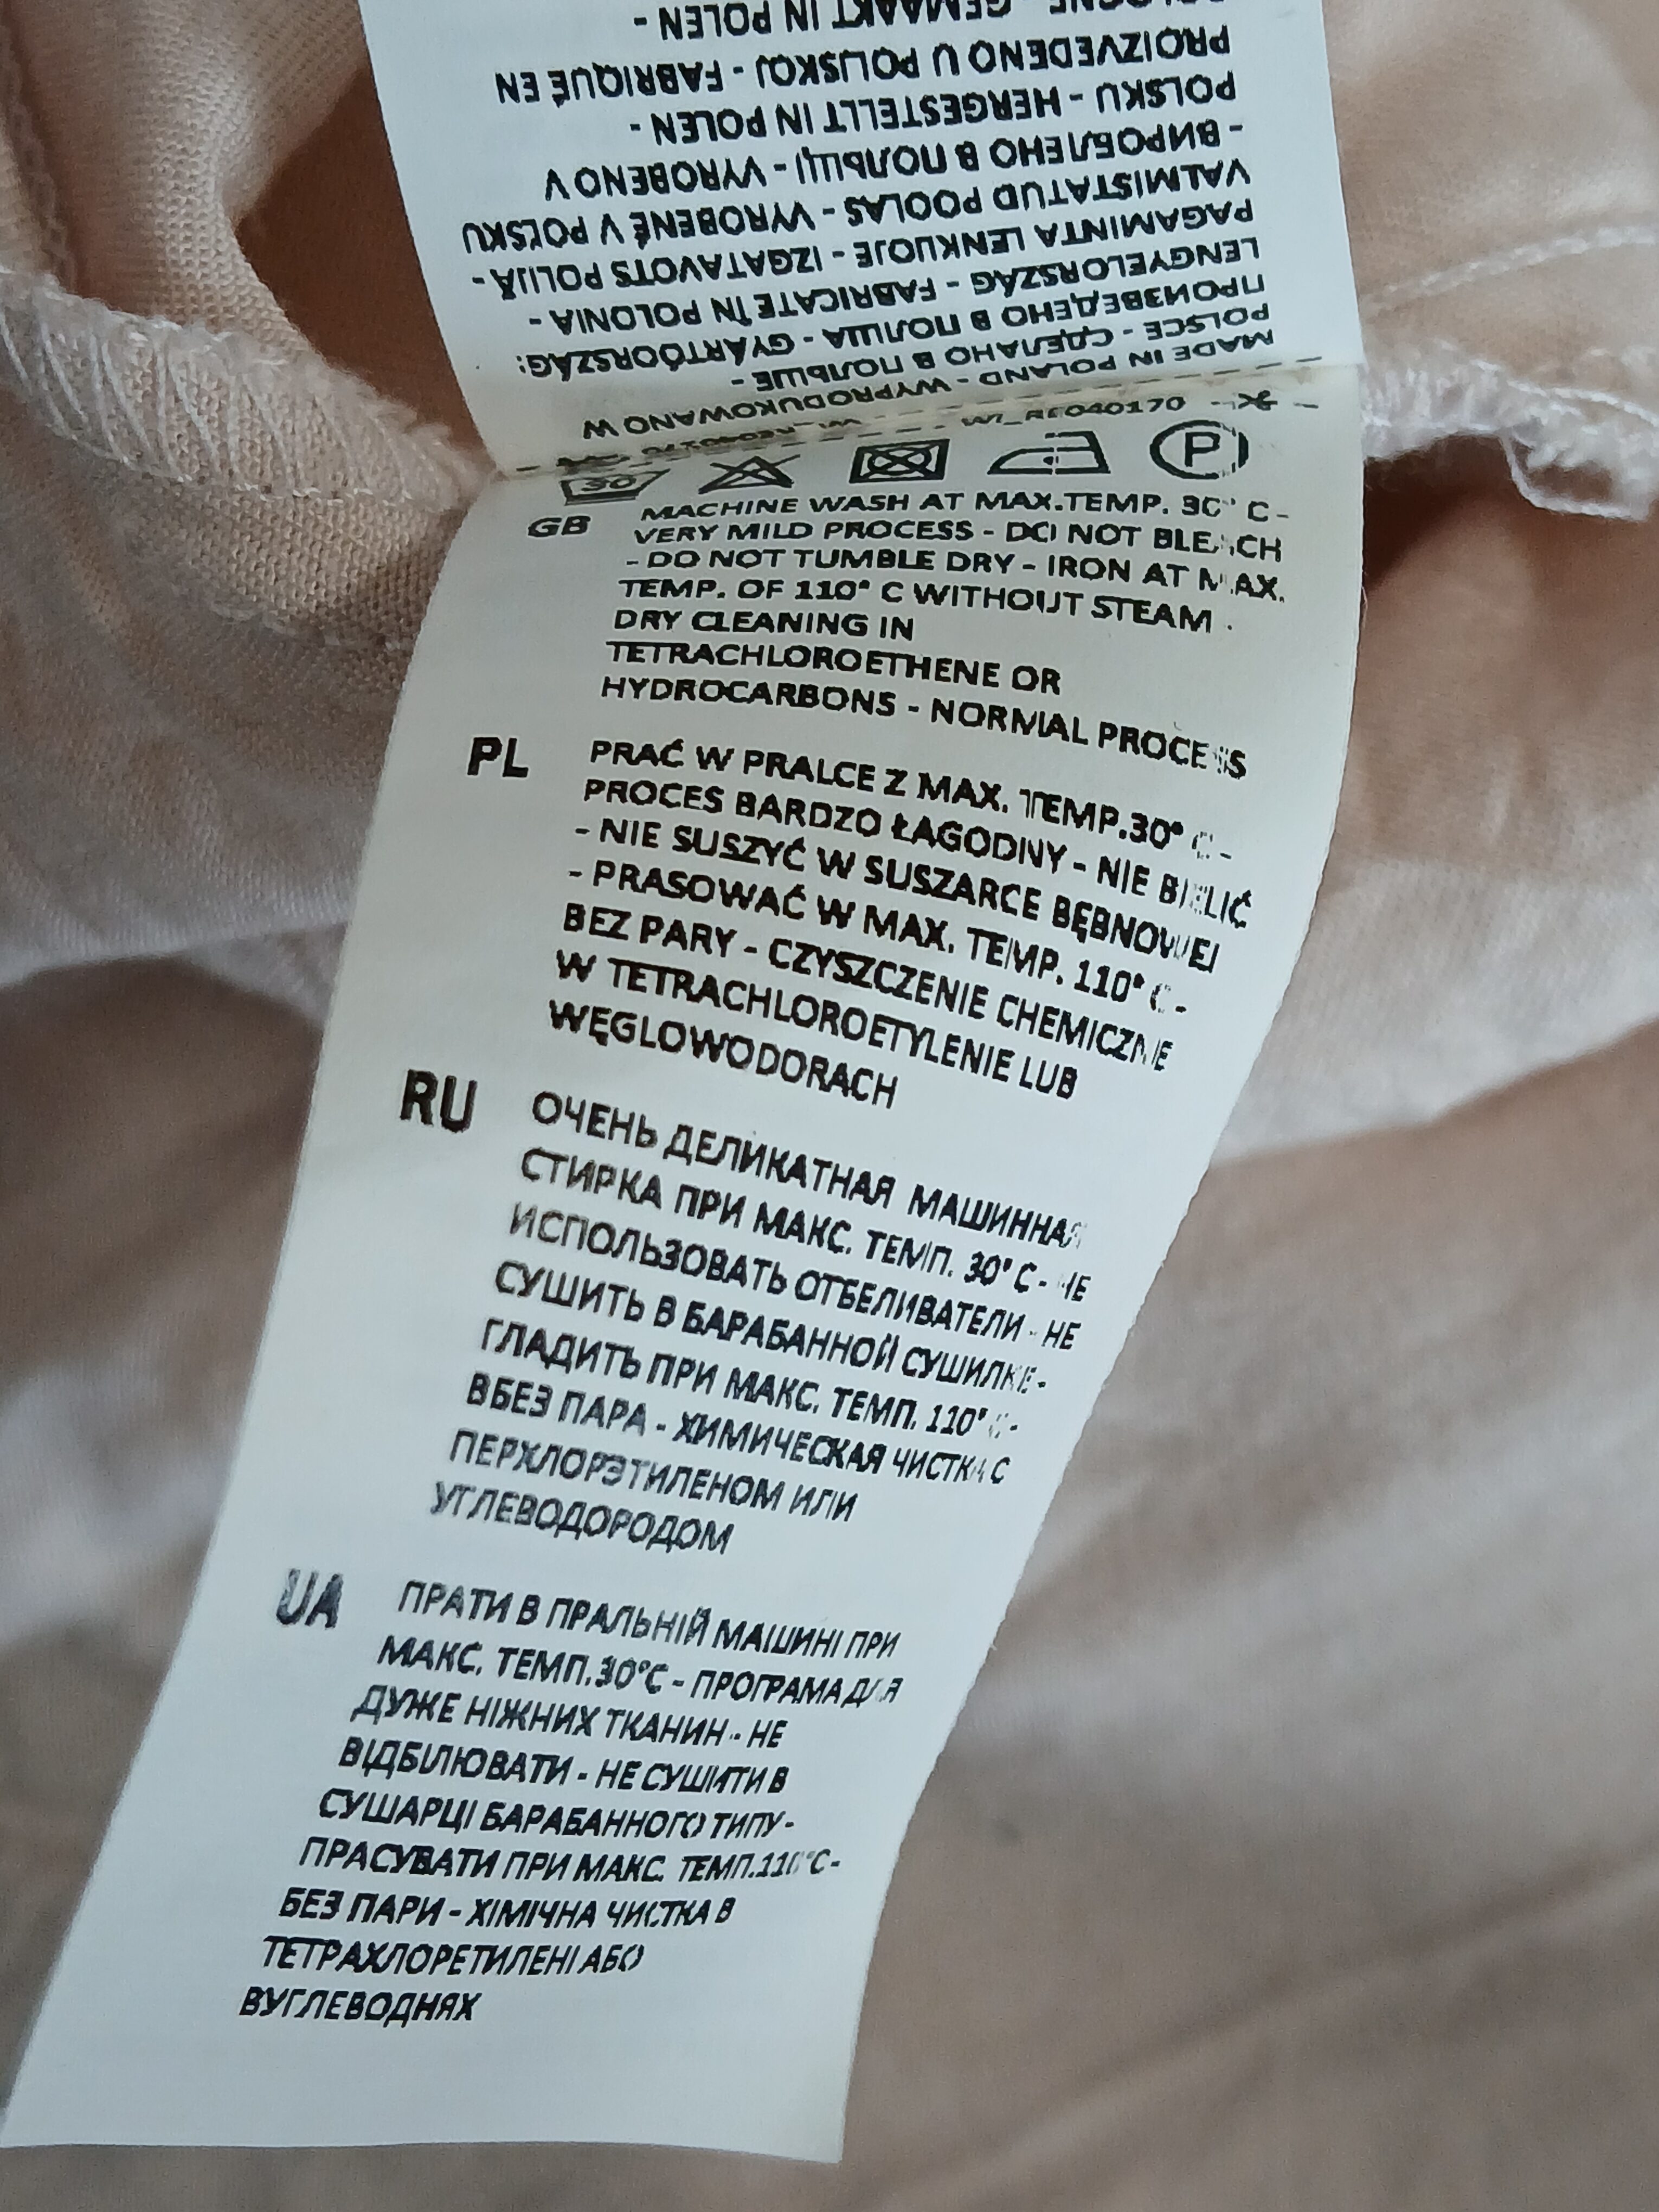 MADE IN POLAND - WYPRODUKOWANO W
POLSCE - СДЕЛАНО В ПОЛЬШЕ -
ПРОИЗВЕДЕНО В ПОЛША - GYÁRTÓORSZÁG:
LENGYELORSZÁG - FABRICATE ÎN POLONIA -
PAGAMINTA LENKIJOJE - IZGATAVOTS POLIJĀ -
VALMISTATUD POOLAS - VYROBENÉ V POĽSKU
- ВИРОБЛЕНО В ПОЛЬЩІ - VYROBENO V
POLSKU - HERGESTELLT IN POLEN -
PROIZVEDENO U POLJSKOJ - FABRIQUÉ EN
POLOGNE - GEMAAKT IN POLEN -
WI_RE040170
30 P
GB MACHINE WASH AT MAX.TEMP. 30° C -
VERY MILD PROCESS - DO NOT BLEACH
- DO NOT TUMBLE DRY - IRON AT MAX.
TEMP. OF 110° C WITHOUT STEAM -
DRY CLEANING IN
TETRACHLOROETHENE OR
HYDROCARBONS - NORMAL PROCESS
PL PRAĆ W PRALCE Z MAX. TEMP.30° C -
PROCES BARDZO ŁAGODNY - NIE BIELIĆ
- NIE SUSZYĆ W SUSZARCE BĘBNOWEJ
- PRASOWAĆ W MAX. TEMP. 110° C -
BEZ PARY - CZYSZCZENIE CHEMICZNE
W TETRACHLOROETYLENIE LUB
WĘGLOWODORACH
RU ОЧЕНЬ ДЕЛИКАТНАЯ МАШИННАЯ
СТИРКА ПРИ МАКС. ТЕМП. 30° C - НЕ
ИСПОЛЬЗОВАТЬ ОТБЕЛИВАТЕЛИ - НЕ
СУШИТЬ В БАРАБАННОЙ СУШИЛКЕ -
ГЛАДИТЬ ПРИ МАКС. ТЕМП. 110° C -
ВБЕЗ ПАРА - ХИМИЧЕСКАЯ ЧИСТКА С
ПЕРХЛОРЭТИЛЕНОМ ИЛИ
УГЛЕВОДОРОДОМ
UA ПРАТИ В ПРАЛЬНІЙ МАШИНІ ПРИ
МАКС. ТЕМП.30°C - ПРОГРАМА ДЛЯ
ДУЖЕ НІЖНИХ ТКАНИН - НЕ
ВІДБІЛЮВАТИ - НЕ СУШИТИ В
СУШАРЦІ БАРАБАННОГО ТИПУ -
ПРАСУВАТИ ПРИ МАКС. ТЕМП.110°C -
БЕЗ ПАРИ - ХІМІЧНА ЧИСТКА В
ТЕТРАХЛОРЕТИЛЕНІ АБО
ВУГЛЕВОДНЯХ